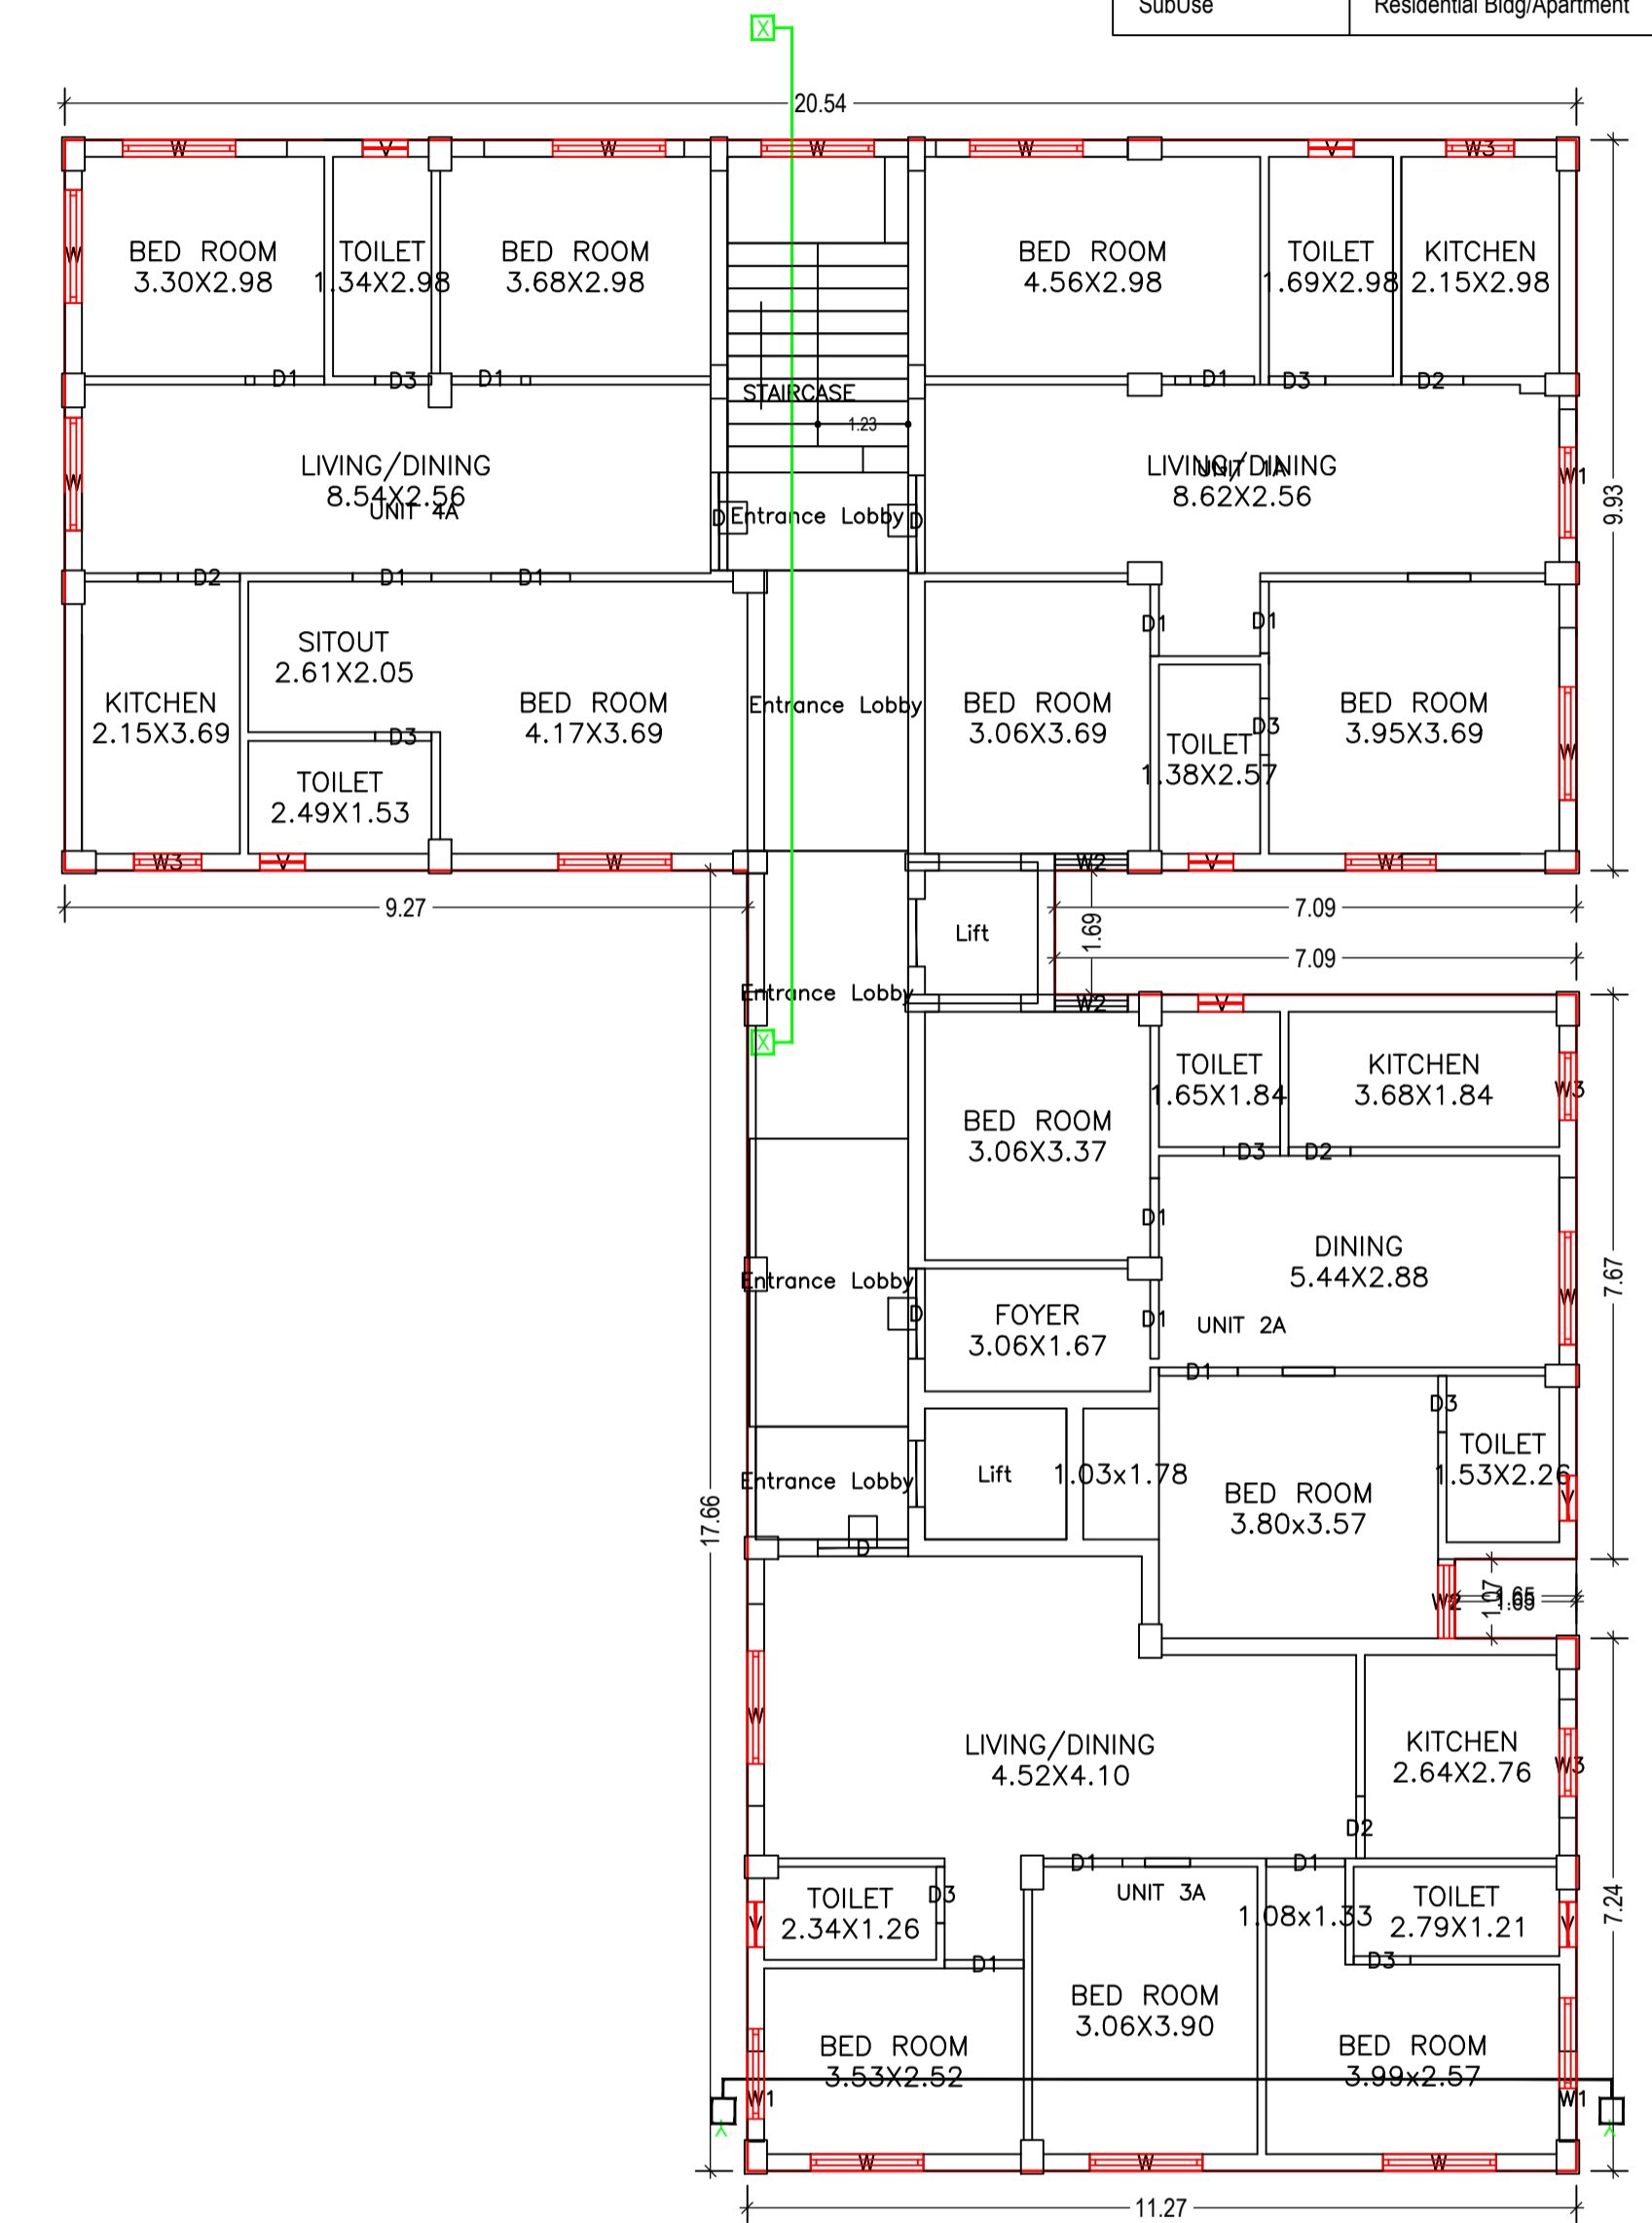 SubUse
Residential Bldg/Apartment
X
20.54
W
V
W
W
W
V
W3
W
BED ROOM
3.30X2.98
TOILET
1.34X2.98
BED ROOM
3.68X2.98
BED ROOM
4.56X2.98
TOILET
1.69X2.98
KITCHEN
2.15X2.98
D1
D3
D1
STAIRCASE
1.23
D1
D3
D2
W
LIVING/DINING
8.54X2.56
UNIT 4A
D
Entrance Lobby
D
LIVING/DINING
UNIT 1A
8.62X2.56
W1
9.93
D2
D1
D1
SITOUT
2.61X2.05
KITCHEN
2.15X3.69
BED ROOM
4.17X3.69
D3
TOILET
2.49X1.53
Entrance Lobby
BED ROOM
3.06X3.69
D1
D1
TOILET
1.38X2.57
D3
BED ROOM
3.95X3.69
W
W3
V
W
W2
V
W1
9.27
Lift
1.69
7.09
7.09
Entrance Lobby
X
W2
V
BED ROOM
3.06X3.37
TOILET
1.65X1.84
KITCHEN
3.68X1.84
W3
D3
D2
D1
DINING
5.44X2.88
W
7.67
Entrance Lobby
D
FOYER
3.06X1.67
D1
UNIT 2A
D1
D3
Entrance Lobby
Lift
1.03x1.78
BED ROOM
3.80x3.57
TOILET
1.53X2.26
V
17.66
D
W2
1.07
1.65
1.65
W
LIVING/DINING
4.52X4.10
KITCHEN
2.64X2.76
W3
D2
D1
D1
TOILET
2.34X1.26
V
D3
UNIT 3A
1.08x1.33
TOILET
2.79X1.21
V
7.24
D1
D3
BED ROOM
3.53X2.52
BED ROOM
3.06X3.90
BED ROOM
3.99x2.57
W1
W1
W
W
W
11.27